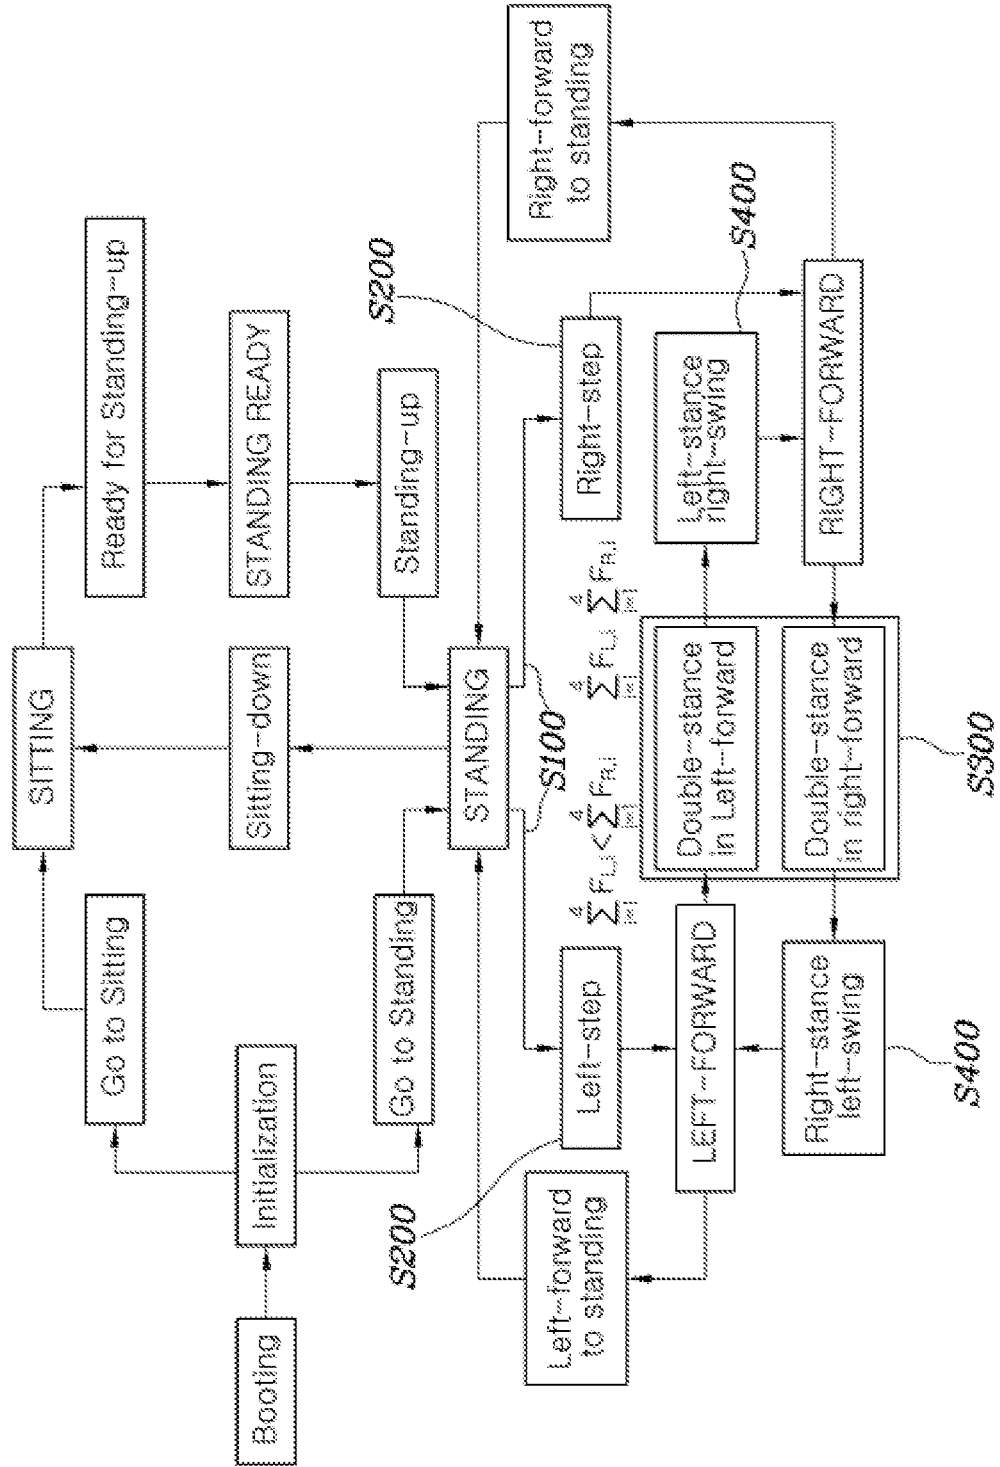 Booting
Initialization
Go to Sitting
Go to Standing
SITTING
Sitting-down
STANDING
Ready for Standing-up
STANDING READY
Standing-up
S100
Left-forward
to standing
S200
Left-step
LEFT-FORWARD
Right-stance
left-swing
S400
Double-stance
in Left-forward
Double-stance
in right-forward
S300
S200
Right-step
Left-stance
right-swing
S400
RIGHT-FORWARD
Right-forward
to standing